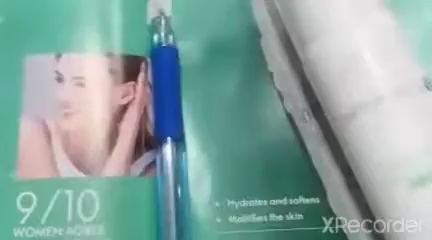 9/10
WOMEN AGREE
• Hydrates and softens
• Mattifies the skin
XRecorder